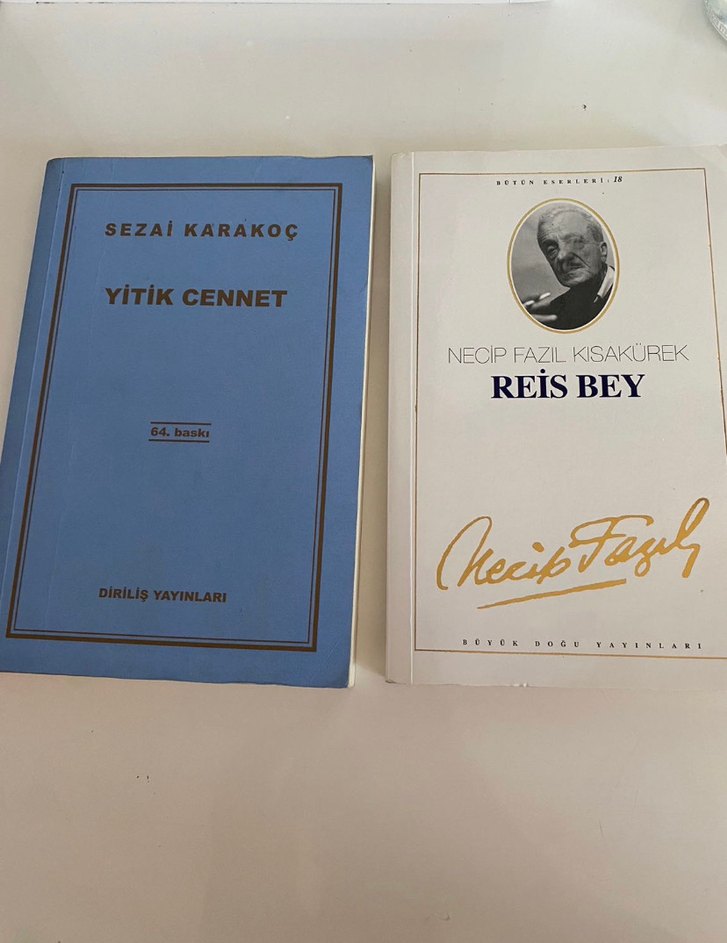 SEZAİ KARAKOÇ
YİTİK CENNET
64. baskı
DİRİLİŞ YAYINLARI
BÜTÜN ESERLERİ: 18
NECİP FAZIL KISAKÜREK
REİS BEY
Necip Fazıl
BÜYÜK DOĞU YAYINLARI